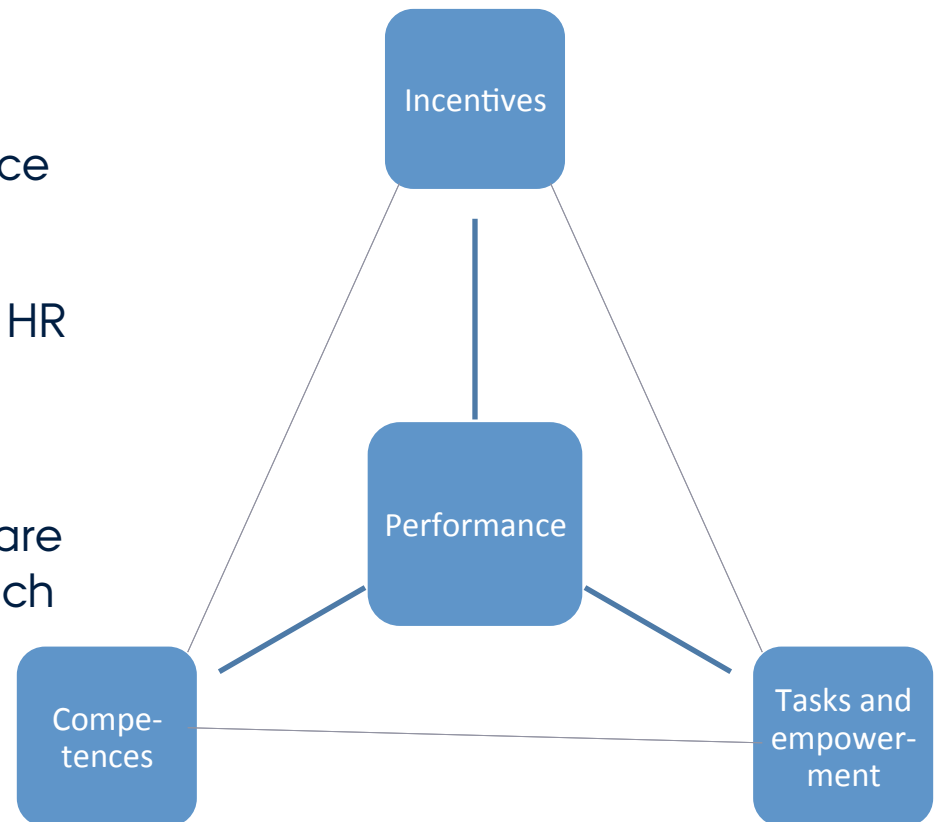 Incentives
ce
HR
Performance
are
ch
Compe-
tences
Tasks and
empower-
ment